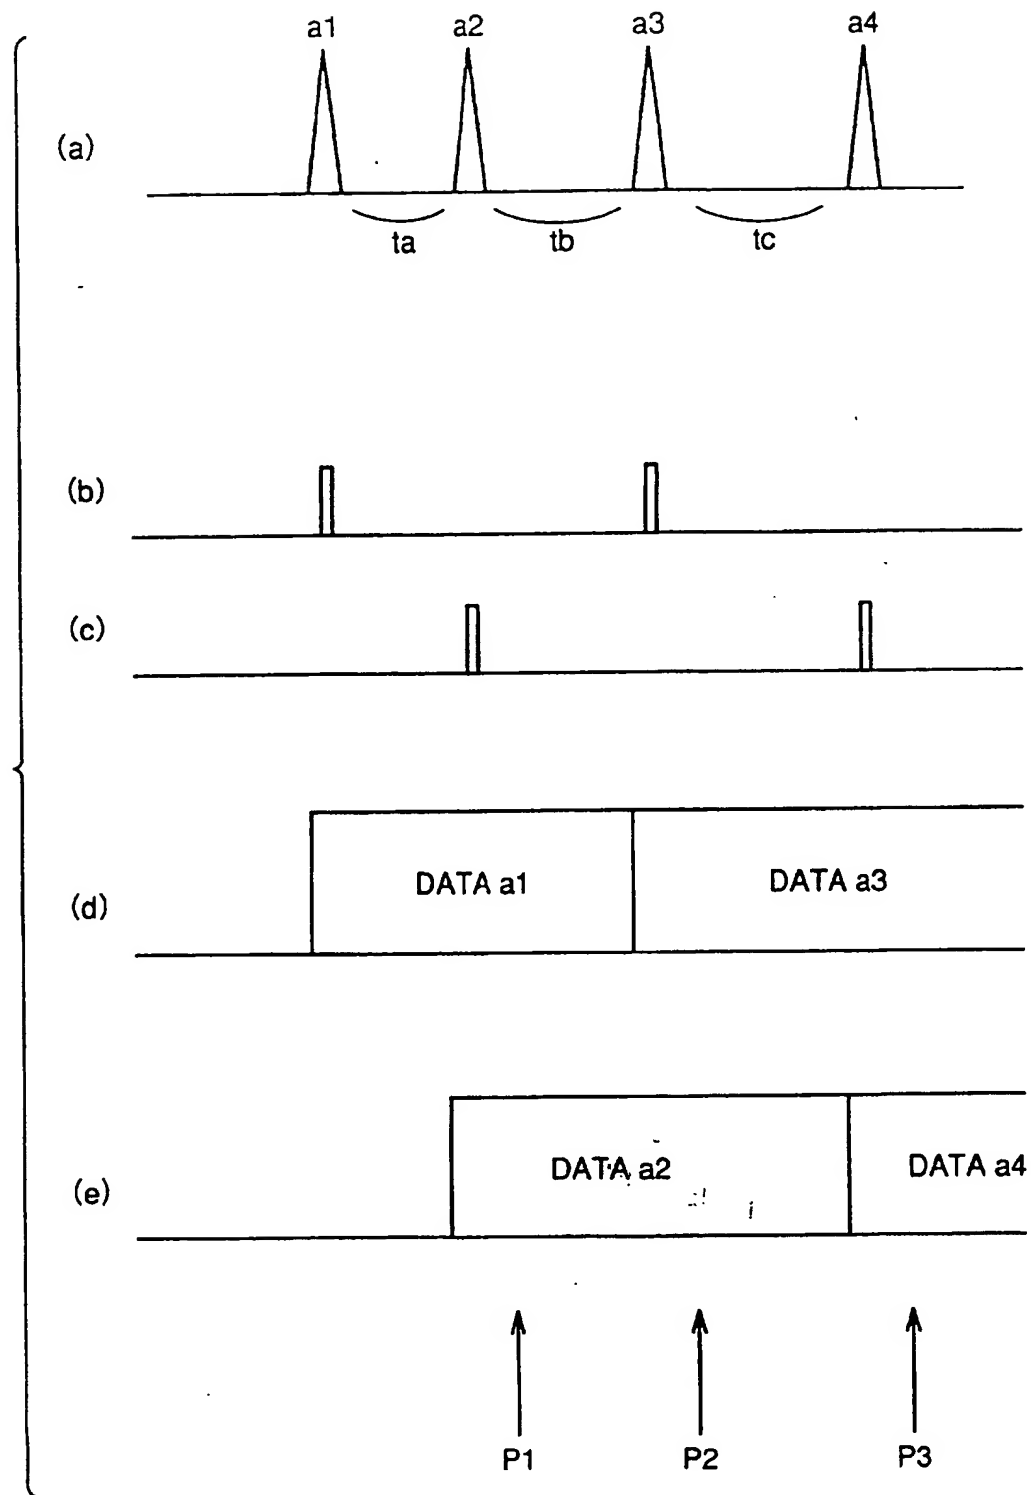 a1 a2 a3 a4
(a)
ta tb tc
(b)
(c)
(d) DATA a1 DATA a3
(e) DATA a2 DATA a4
P1 P2 P3